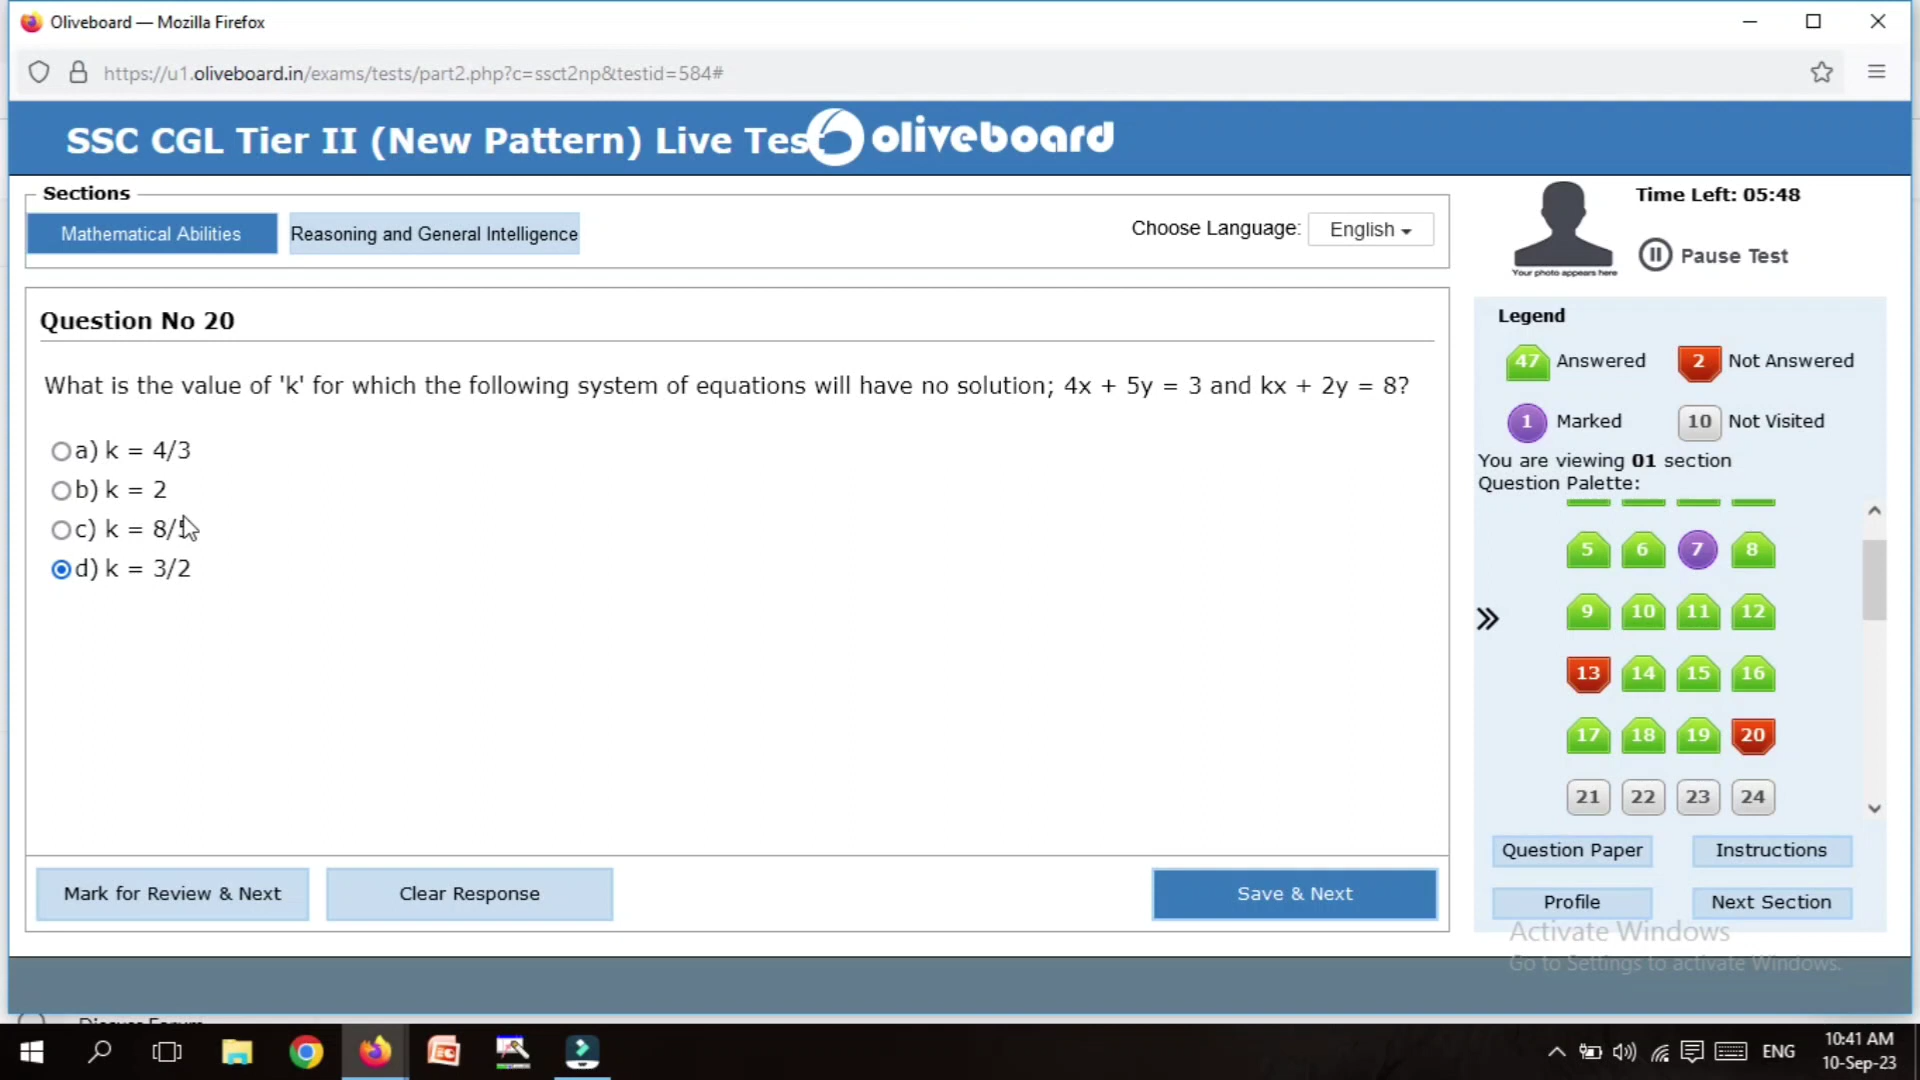 Oliveboard — Mozilla Firefox
https://u1.oliveboard.in/exams/tests/part2.php?c=ssct2np&testid=584#
SSC CGL Tier II (New Pattern) Live Tes
oliveboard
Sections
Mathematical Abilities
Reasoning and General Intelligence
Choose Language:
English
Your photo appears here
Time Left: 05:48
Pause Test
Question No 20
What is the value of 'k' for which the following system of equations will have no solution; 4x + 5y = 3 and kx + 2y = 8?
a) k = 4/3
b) k = 2
c) k = 8/
d) k = 3/2
Mark for Review & Next
Clear Response
Save & Next
Legend
47 Answered
2 Not Answered
1 Marked
10 Not Visited
You are viewing 01 section
Question Palette:
5 6 7 8
9 10 11 12
13 14 15 16
17 18 19 20
21 22 23 24
Question Paper
Instructions
Profile
Next Section
Activate Windows
Go to Settings to activate Windows.
ENG
10:41 AM
10-Sep-23